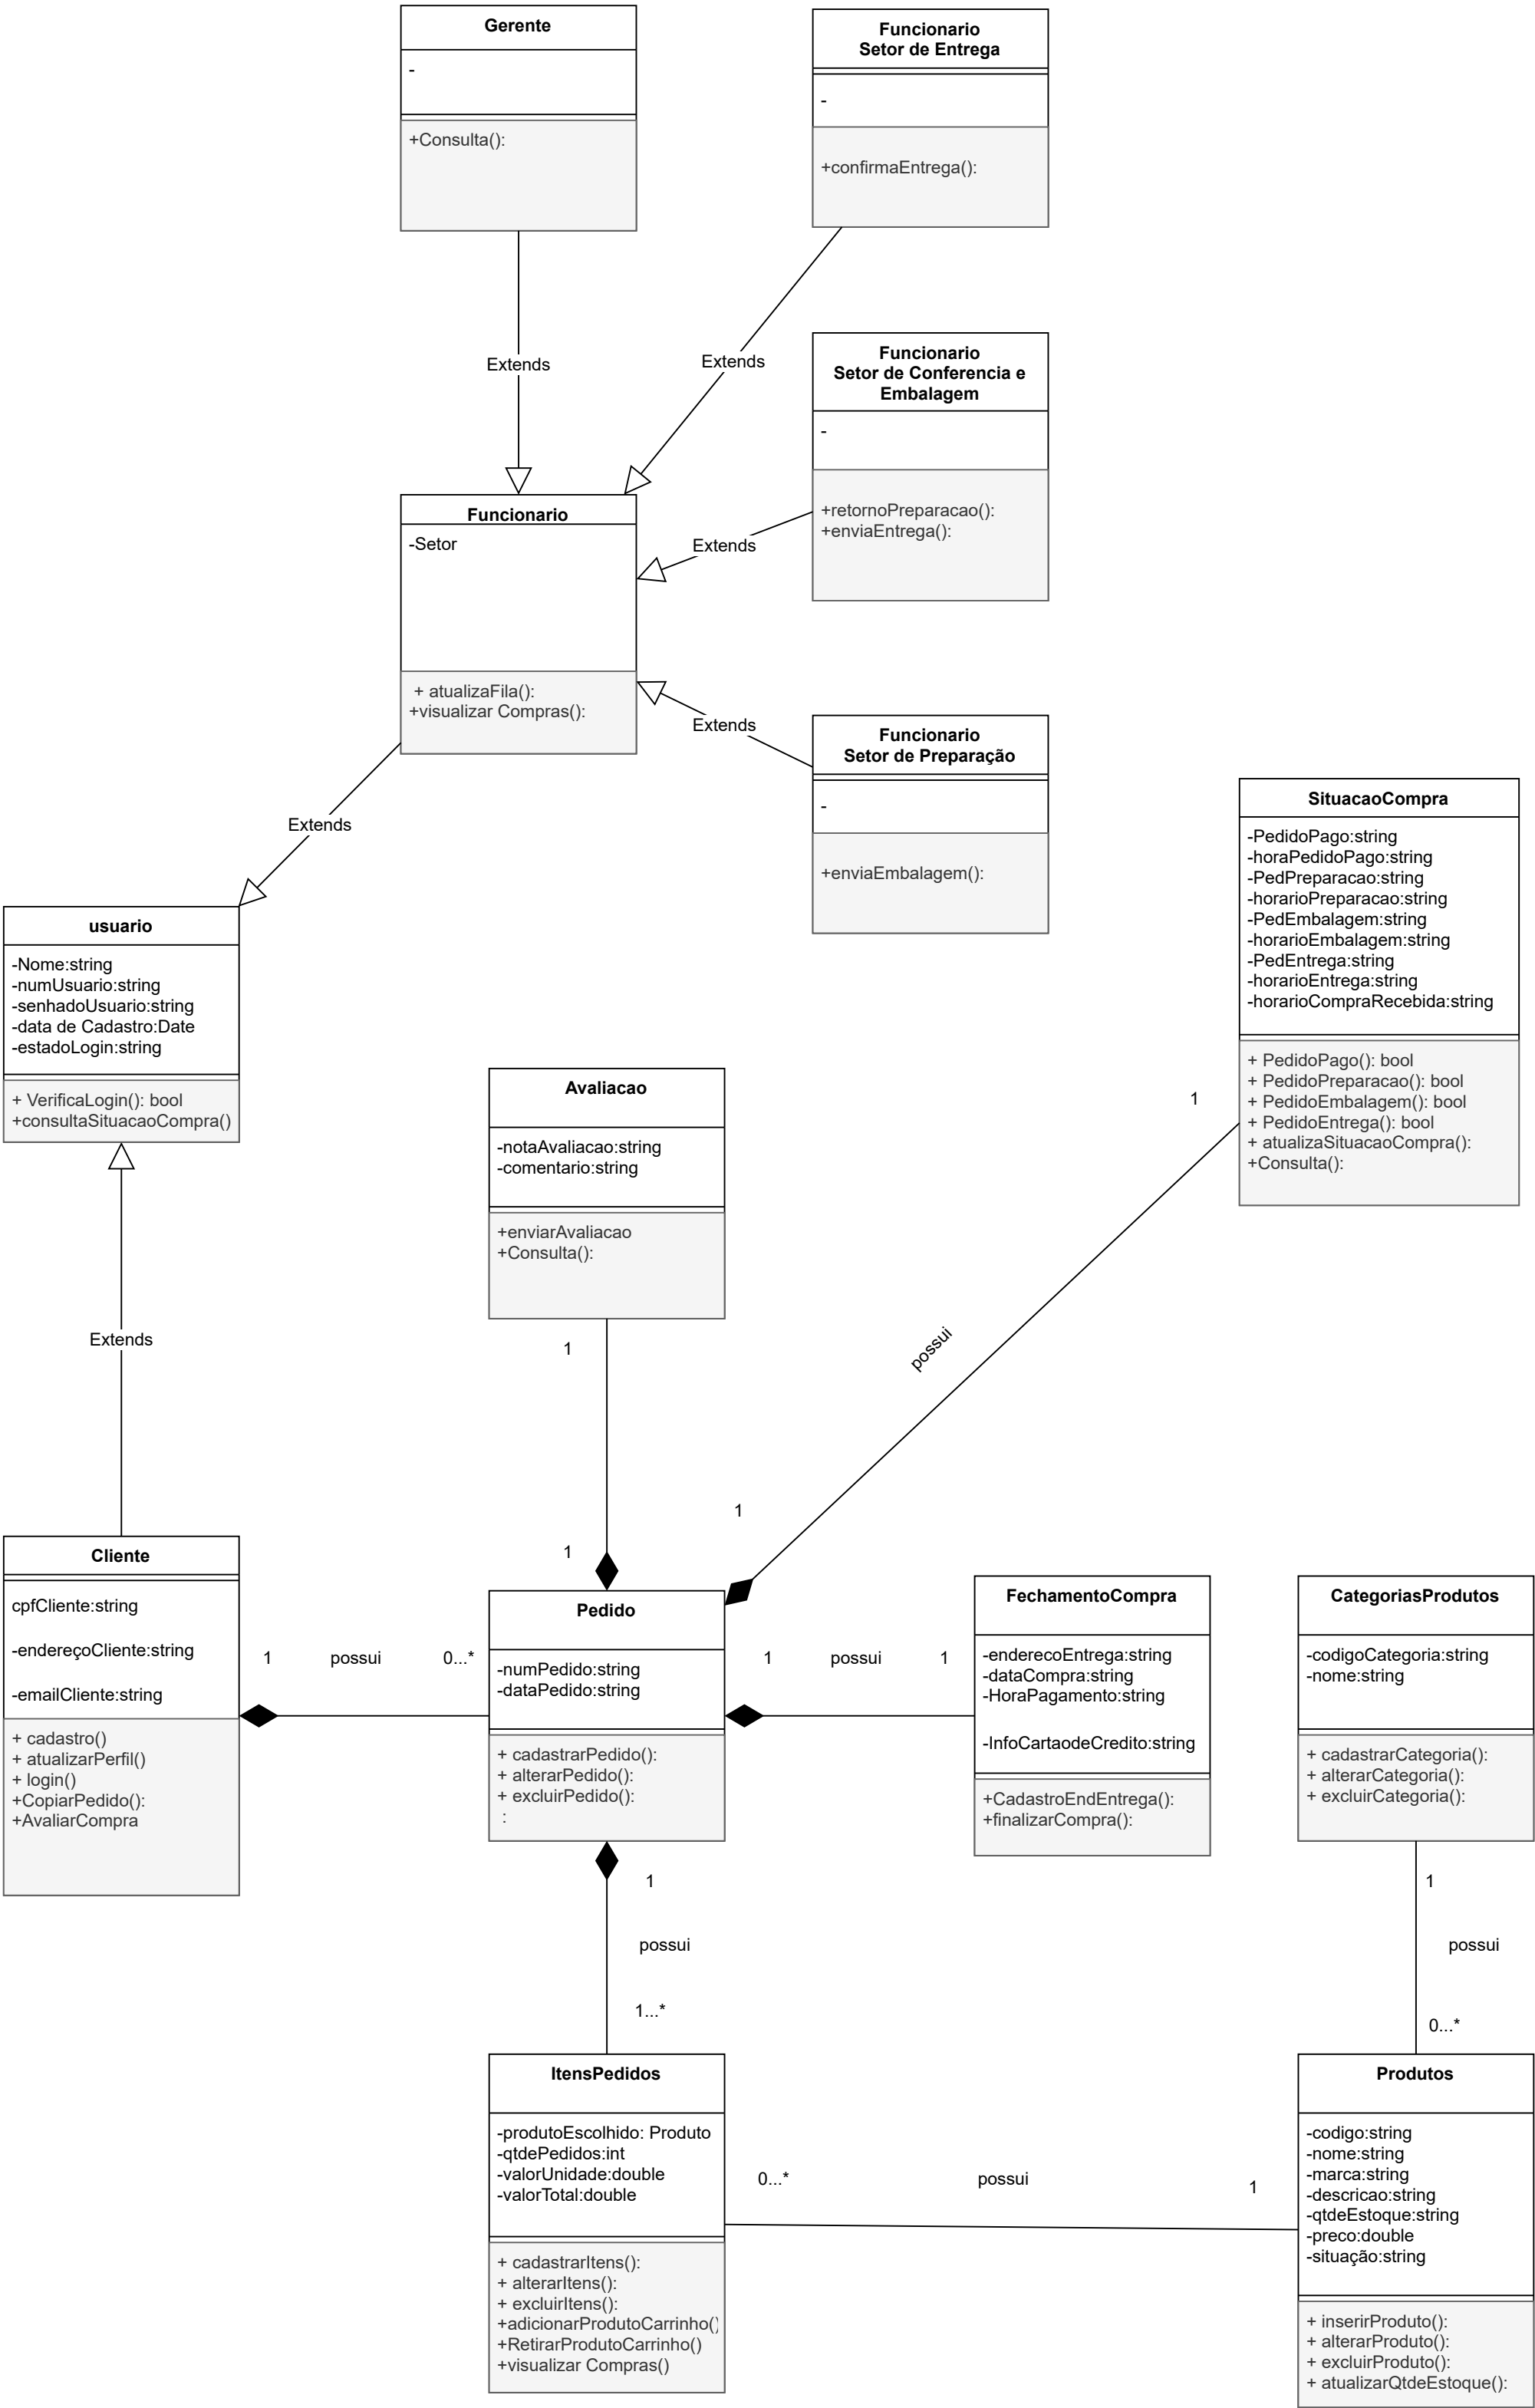 Gerente
-
+Consulta():
Funcionario
Setor de Entrega
-
+confirmaEntrega():
Extends
Extends
Funcionario
Setor de Conferencia e
Embalagem
-
+retornoPreparacao():
+enviaEntrega():
Extends
Funcionario
-Setor
+ atualizaFila():
+visualizar Compras():
Extends
Funcionario
Setor de Preparação
-
+enviaEmbalagem():
Extends
usuario
-Nome:string
-numUsuario:string
-senhadoUsuario:string
-data de Cadastro:Date
-estadoLogin:string
+ VerificaLogin(): bool
+consultaSituacaoCompra()
SituacaoCompra
-PedidoPago:string
-horaPedidoPago:string
-PedPreparacao:string
-horarioPreparacao:string
-PedEmbalagem:string
-horarioEmbalagem:string
-PedEntrega:string
-horarioEntrega:string
-horarioCompraRecebida:string
+ PedidoPago(): bool
+ PedidoPreparacao(): bool
+ PedidoEmbalagem(): bool
+ PedidoEntrega(): bool
+ atualizaSituacaoCompra():
+Consulta():
1
Avaliacao
-notaAvaliacao:string
-comentario:string
+enviarAvaliacao
+Consulta():
1
Extends
possui
1
1
Cliente
cpfCliente:string
-endereçoCliente:string
-emailCliente:string
+ cadastro()
+ atualizarPerfil()
+ login()
+CopiarPedido():
+AvaliarCompra
1
possui
0...*
Pedido
-numPedido:string
-dataPedido:string
+ cadastrarPedido():
+ alterarPedido():
+ excluirPedido():
:
1
possui
1
FechamentoCompra
-enderecoEntrega:string
-dataCompra:string
-HoraPagamento:string
-InfoCartaodeCredito:string
+CadastroEndEntrega():
+finalizarCompra():
CategoriasProdutos
-codigoCategoria:string
-nome:string
+ cadastrarCategoria():
+ alterarCategoria():
+ excluirCategoria():
1
possui
1...*
1
possui
0...*
ItensPedidos
-produtoEscolhido: Produto
-qtdePedidos:int
-valorUnidade:double
-valorTotal:double
+ cadastrarItens():
+ alterarItens():
+ excluirItens():
+adicionarProdutoCarrinho()
+RetirarProdutoCarrinho()
+visualizar Compras()
0...*
possui
1
Produtos
-codigo:string
-nome:string
-marca:string
-descricao:string
-qtdeEstoque:string
-preco:double
-situação:string
+ inserirProduto():
+ alterarProduto():
+ excluirProduto():
+ atualizarQtdeEstoque():